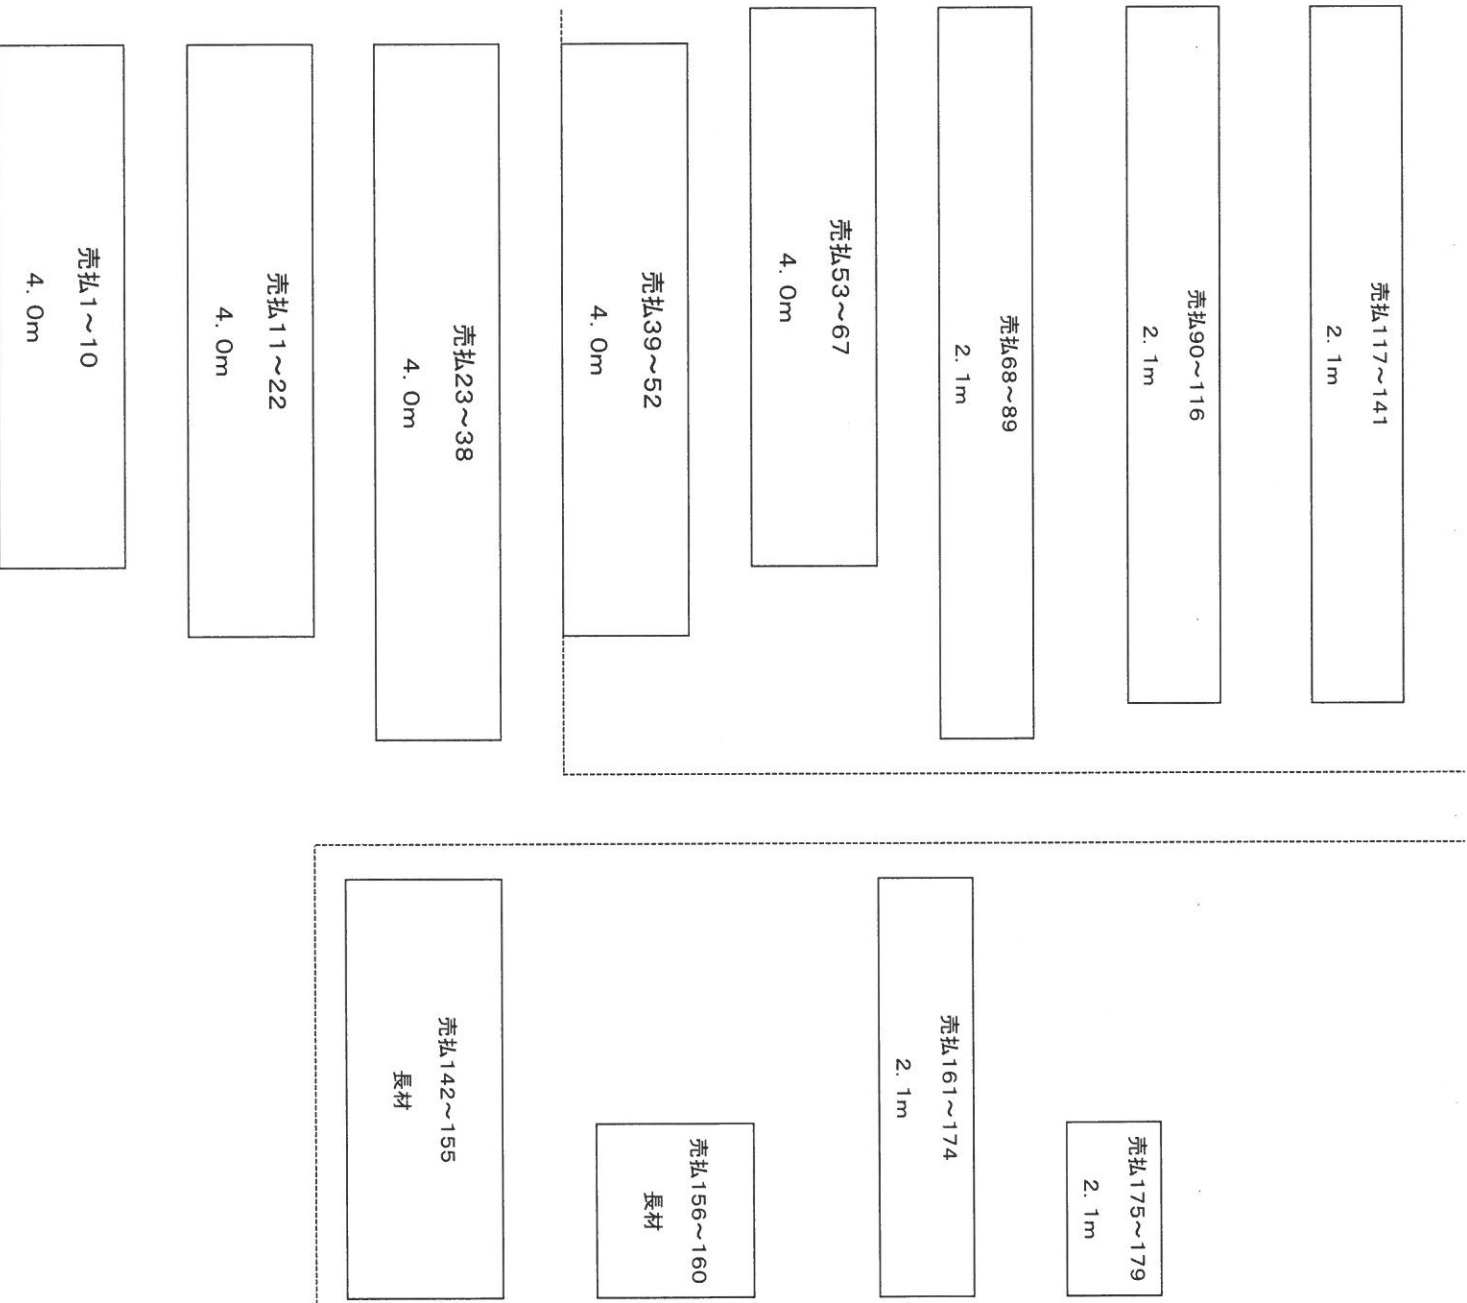 売払1～10
4. 0m
売払11～22
4. 0m
売払23～38
4. 0m
売払39～52
4. 0m
売払53～67
4. 0m
売払68～89
2. 1m
売払90～116
2. 1m
売払117～141
2. 1m
売払142～155
長材
売払156～160
長材
売払161～174
2. 1m
売払175～179
2. 1m